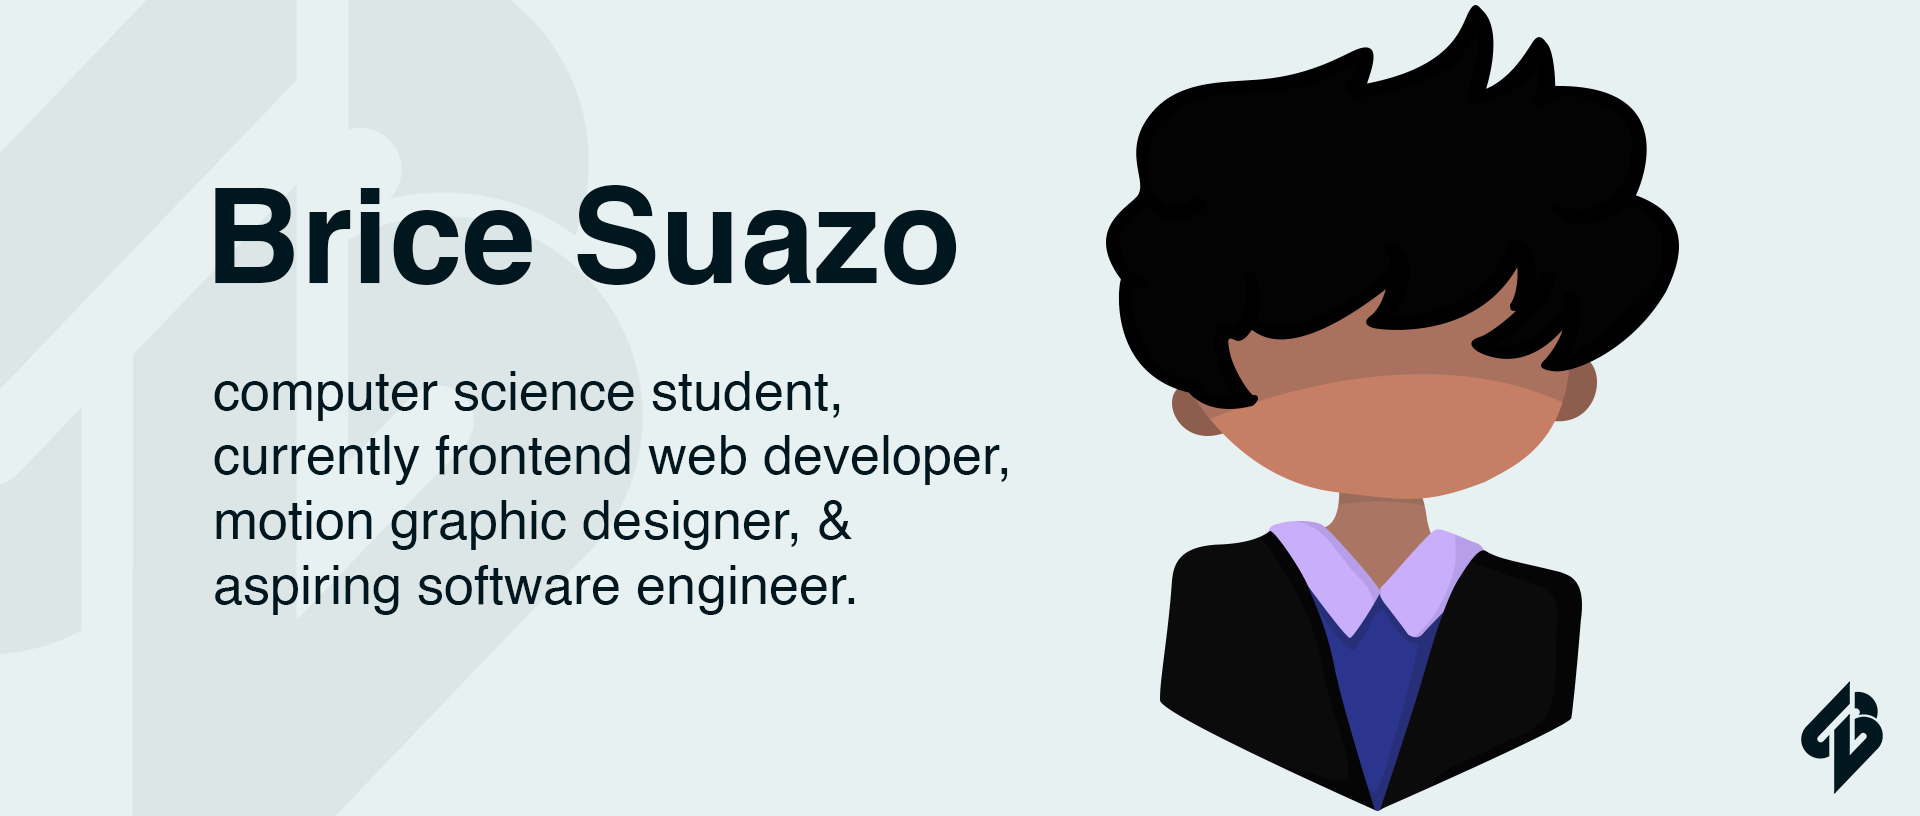 Brice Suazo
computer science student,
currently frontend web developer,
motion graphic designer, &
aspiring software engineer.